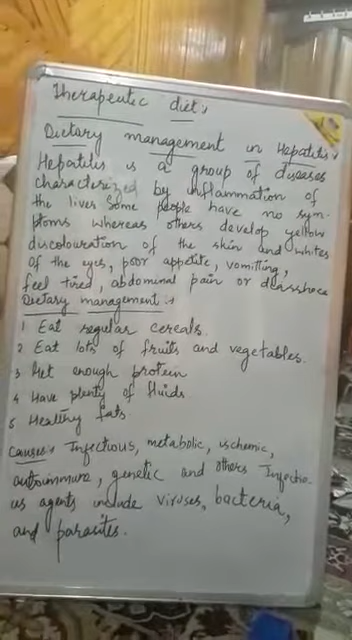 Therapeutic diet:
Dietary management in Hepatitis:
Hepatitis is a group of diseases
characterized by inflammation of
the liver. Some people have no sym-
ptoms whereas others develop yellow
discolouration of the skin and whites
of the eyes, poor appetite, vomitting,
feel tired, abdominal pain or diarrhoea
Dietary management:
1 Eat regular cereals.
2 Eat lots of fruits and vegetables.
3 Met enough protein
4 Have plenty of fluids
5 Healtny fats
Causes: Infectious, metabolic, ischemic,
autoimmune, genetic and others Infectio-
us agents include viruses, bacteria,
and parasites.